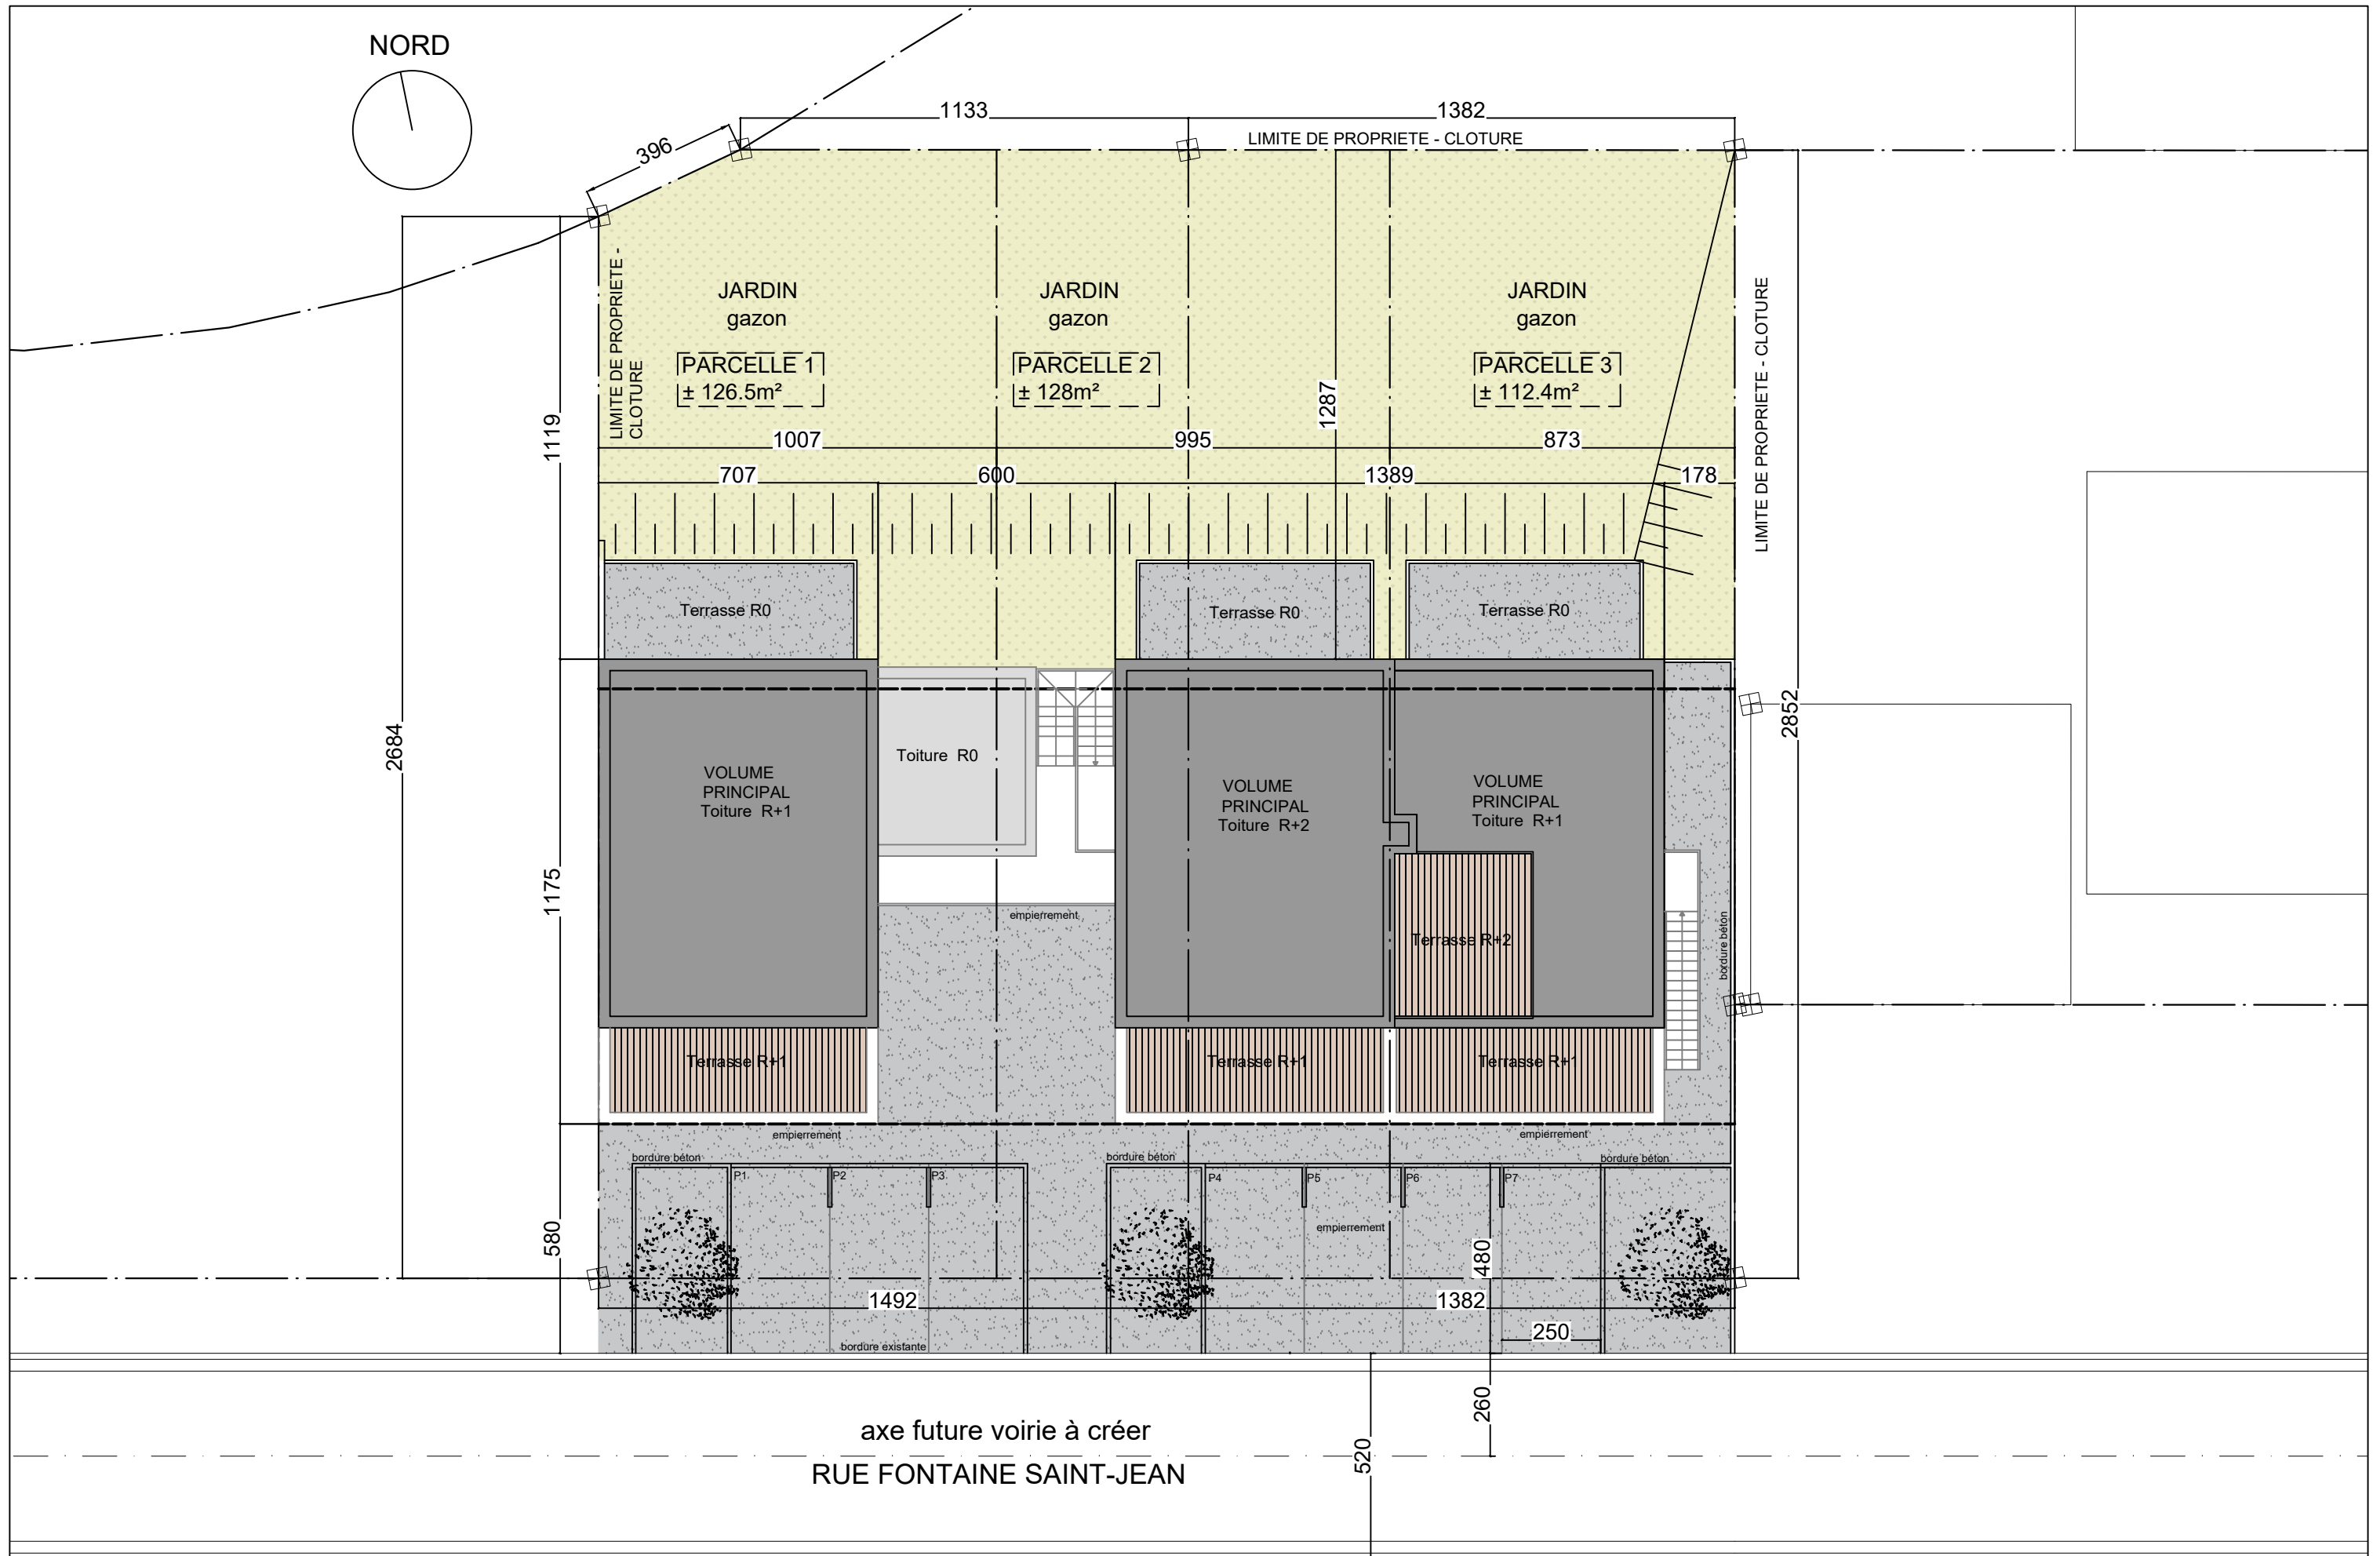 NORD
1133
1382
LIMITE DE PROPRIETE - CLOTURE
396
LIMITE DE PROPRIETE -
CLOTURE
JARDIN
gazon
PARCELLE 1
± 126.5m²
JARDIN
gazon
PARCELLE 2
± 128m²
JARDIN
gazon
PARCELLE 3
± 112.4m²
LIMITE DE PROPRIETE - CLOTURE
1287
1119
1007
995
873
707
600
1389
178
Terrasse R0
Terrasse R0
Terrasse R0
2684
2852
1175
VOLUME
PRINCIPAL
Toiture R+1
Toiture R0
VOLUME
PRINCIPAL
Toiture R+2
VOLUME
PRINCIPAL
Toiture R+1
empierrement
Terrasse R+2
bordure béton
Terrasse R+1
Terrasse R+1
Terrasse R+1
empierrement
empierrement
bordure béton
bordure béton
bordure béton
P1
P2
P3
P4
P5
P6
P7
empierrement
580
480
1492
1382
250
bordure existante
260
520
axe future voirie à créer
RUE FONTAINE SAINT-JEAN